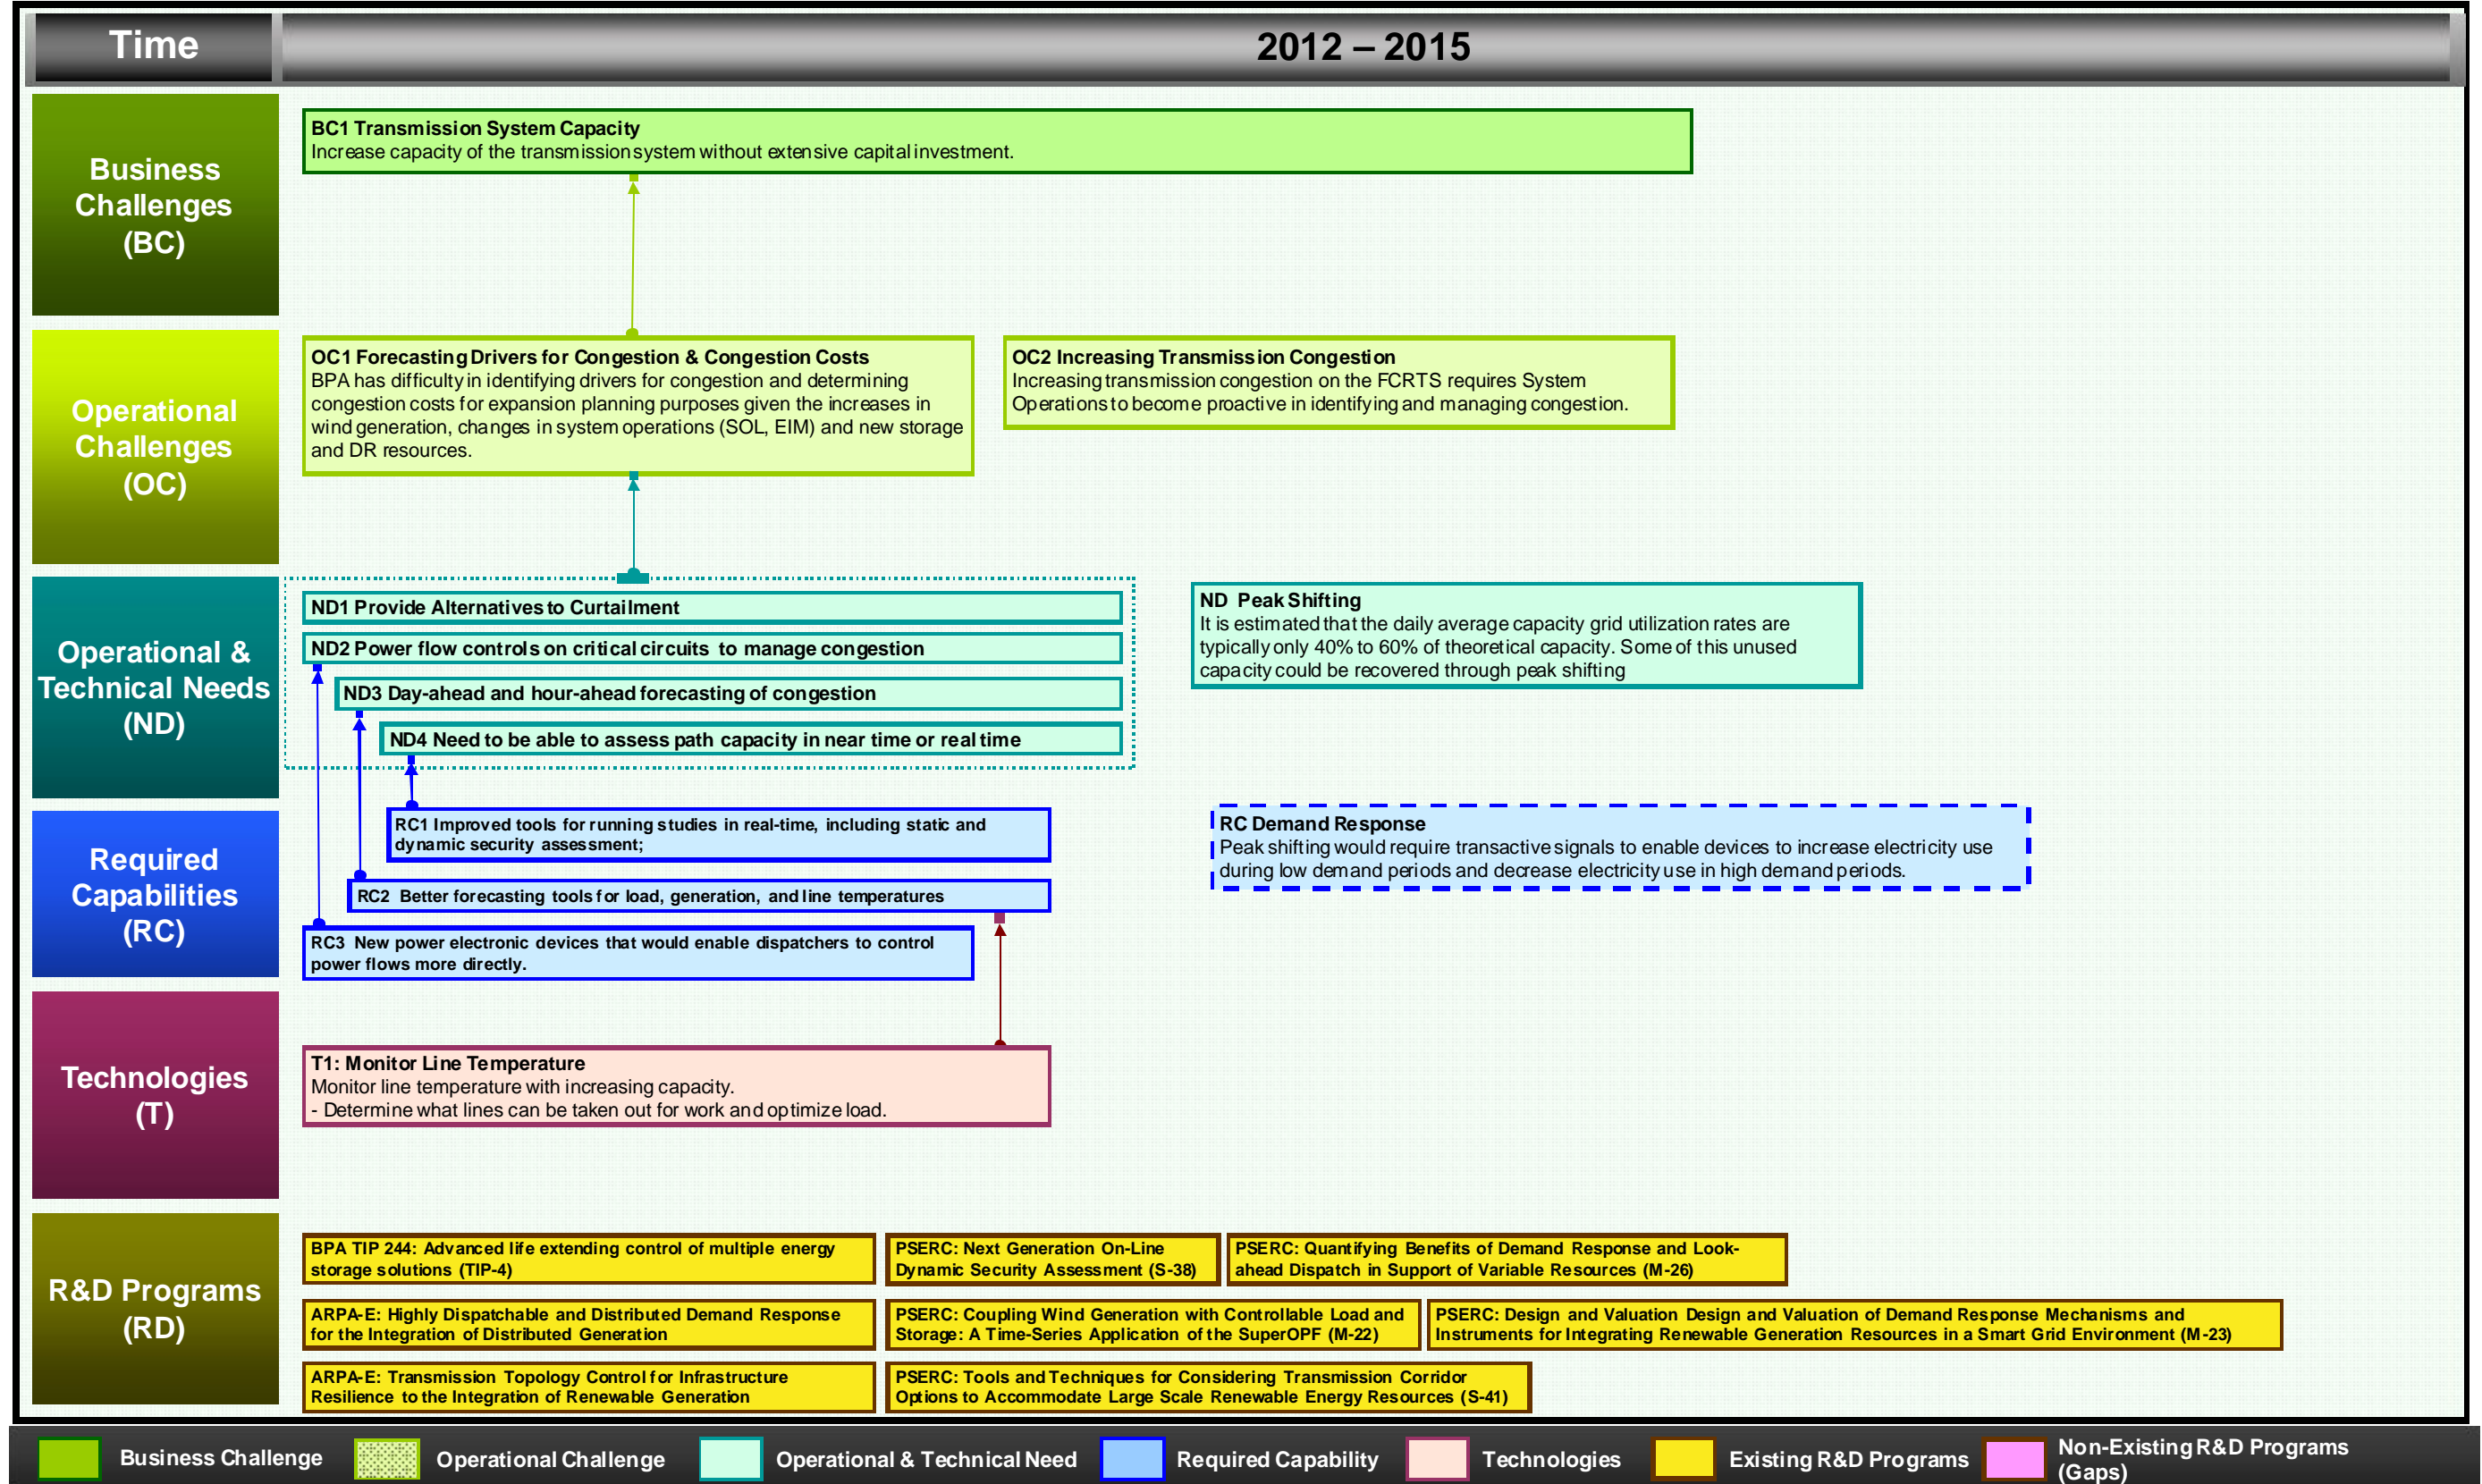 Time
2012 – 2015
Business
Challenges
(BC)
BC1 Transmission System Capacity
Increase capacity of the transmission system without extensive capital investment.
Operational
Challenges
(OC)
OC1 Forecasting Drivers for Congestion & Congestion Costs
BPA has difficulty in identifying drivers for congestion and determining
congestion costs for expansion planning purposes given the increases in
wind generation, changes in system operations (SOL, EIM) and new storage
and DR resources.
OC2 Increasing Transmission Congestion
Increasing transmission congestion on the FCRTS requires System
Operations to become proactive in identifying and managing congestion.
Operational &
Technical Needs
(ND)
ND1 Provide Alternatives to Curtailment
ND2 Power flow controls on critical circuits to manage congestion
ND3 Day-ahead and hour-ahead forecasting of congestion
ND4 Need to be able to assess path capacity in near time or real time
ND Peak Shifting
It is estimated that the daily average capacity grid utilization rates are
typically only 40% to 60% of theoretical capacity. Some of this unused
capacity could be recovered through peak shifting
Required
Capabilities
(RC)
RC1 Improved tools for running studies in real-time, including static and
dynamic security assessment;
RC2 Better forecasting tools for load, generation, and line temperatures
RC3 New power electronic devices that would enable dispatchers to control
power flows more directly.
RC Demand Response
Peak shifting would require transactive signals to enable devices to increase electricity use
during low demand periods and decrease electricity use in high demand periods.
Technologies
(T)
T1: Monitor Line Temperature
Monitor line temperature with increasing capacity.
- Determine what lines can be taken out for work and optimize load.
R&D Programs
(RD)
BPA TIP 244: Advanced life extending control of multiple energy
storage solutions (TIP-4)
PSERC: Next Generation On-Line
Dynamic Security Assessment (S-38)
PSERC: Quantifying Benefits of Demand Response and Look-
ahead Dispatch in Support of Variable Resources (M-26)
ARPA-E: Highly Dispatchable and Distributed Demand Response
for the Integration of Distributed Generation
PSERC: Coupling Wind Generation with Controllable Load and
Storage: A Time-Series Application of the SuperOPF (M-22)
PSERC: Design and Valuation Design and Valuation of Demand Response Mechanisms and
Instruments for Integrating Renewable Generation Resources in a Smart Grid Environment (M-23)
ARPA-E: Transmission Topology Control for Infrastructure
Resilience to the Integration of Renewable Generation
PSERC: Tools and Techniques for Considering Transmission Corridor
Options to Accommodate Large Scale Renewable Energy Resources (S-41)
Business Challenge
Operational Challenge
Operational & Technical Need
Required Capability
Technologies
Existing R&D Programs
Non-Existing R&D Programs
(Gaps)